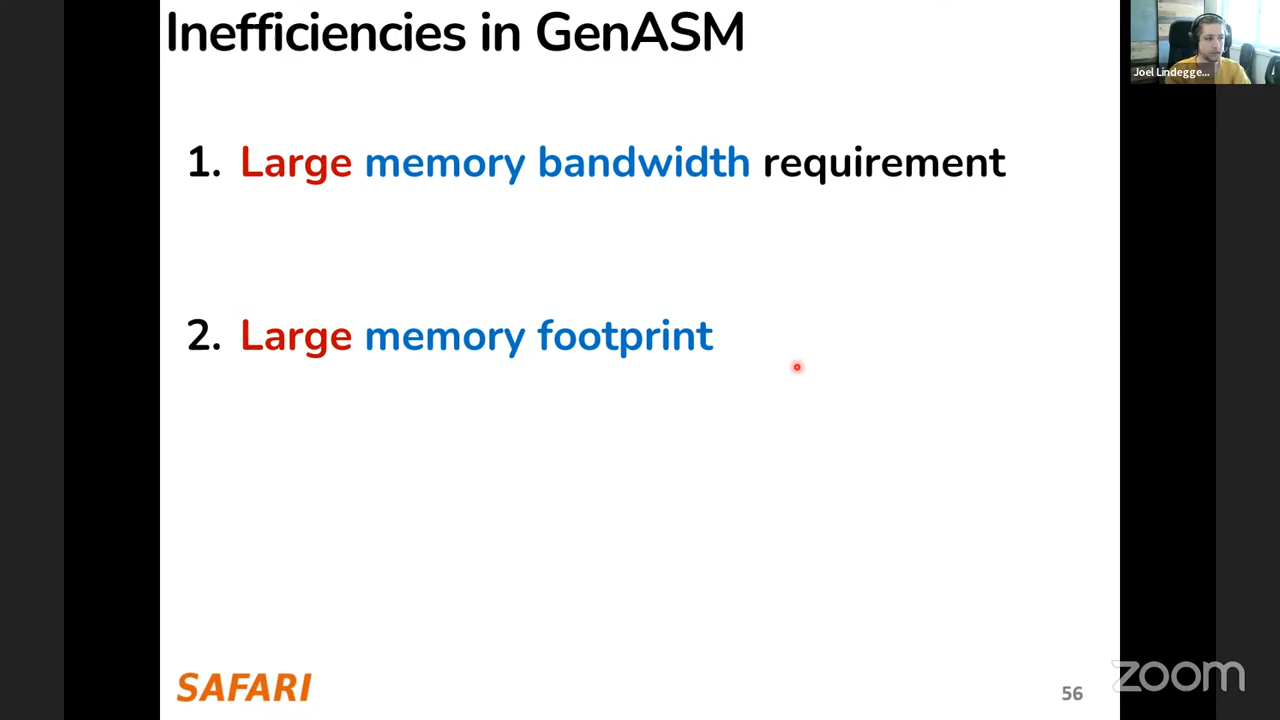 Inefficiencies in GenASM
Joel Lindegge...
1. Large memory bandwidth requirement
2. Large memory footprint
SAFARI
56
zoom